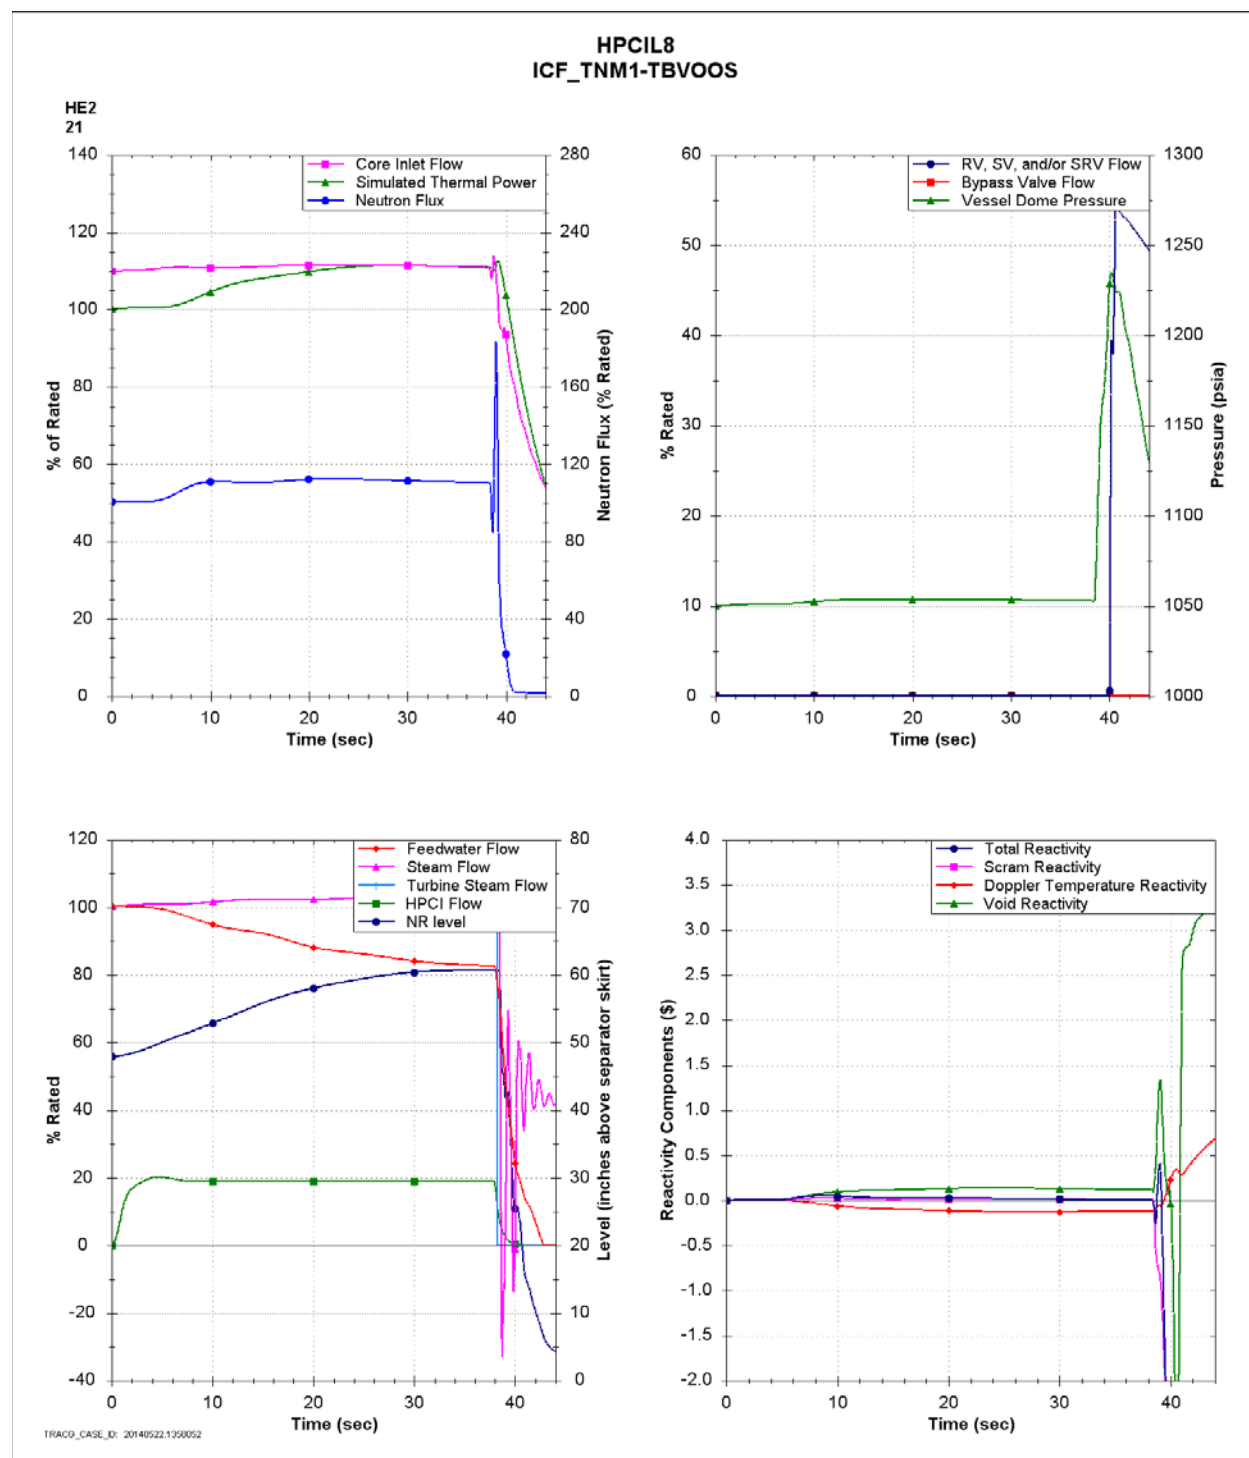 HPCIL8
ICF_TNM1-TBVOOS
HE2
21
140
120
100
80
60
40
20
0
% of Rated
280
240
200
160
120
80
40
0
Neutron Flux (% Rated)
Core Inlet Flow
Simulated Thermal Power
Neutron Flux
0 10 20 30 40
Time (sec)
60
50
40
30
20
10
0
% Rated
1300
1250
1200
1150
1100
1050
1000
Pressure (psia)
RV, SV, and/or SRV Flow
Bypass Valve Flow
Vessel Dome Pressure
0 10 20 30 40
Time (sec)
120
100
80
60
40
20
0
-20
-40
% Rated
80
70
60
50
40
30
20
10
0
Level (inches above separator skirt)
Feedwater Flow
Steam Flow
Turbine Steam Flow
HPCI Flow
NR level
0 10 20 30 40
Time (sec)
4.0
3.5
3.0
2.5
2.0
1.5
1.0
0.5
0.0
-0.5
-1.0
-1.5
-2.0
Reactivity Components ($)
Total Reactivity
Scram Reactivity
Doppler Temperature Reactivity
Void Reactivity
0 10 20 30 40
Time (sec)
TRACG_CASE_ID: 20140522.1358052